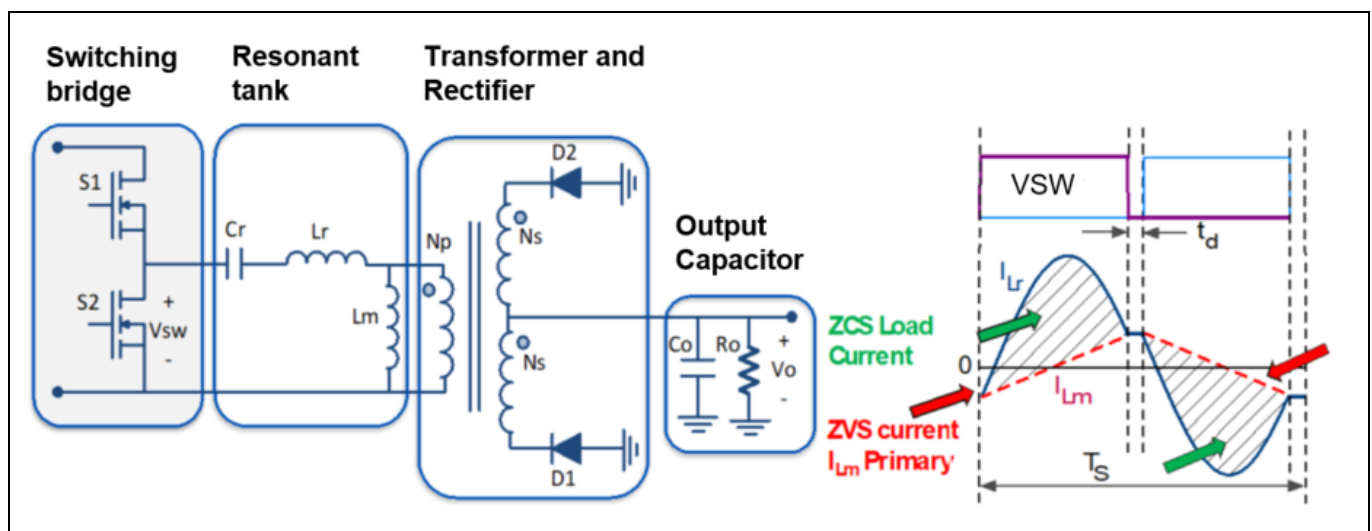 Switching
bridge
Resonant
tank
Transformer and
Rectifier
Output
Capacitor
S1
S2
+
Vsw
-
Cr
Lr
Lm
Np
Ns
Ns
D2
D1
Co
Ro
+
Vo
-
VSW
td
ILr
ZCS Load
Current
0
ILm
ZVS current
ILm Primary
TS